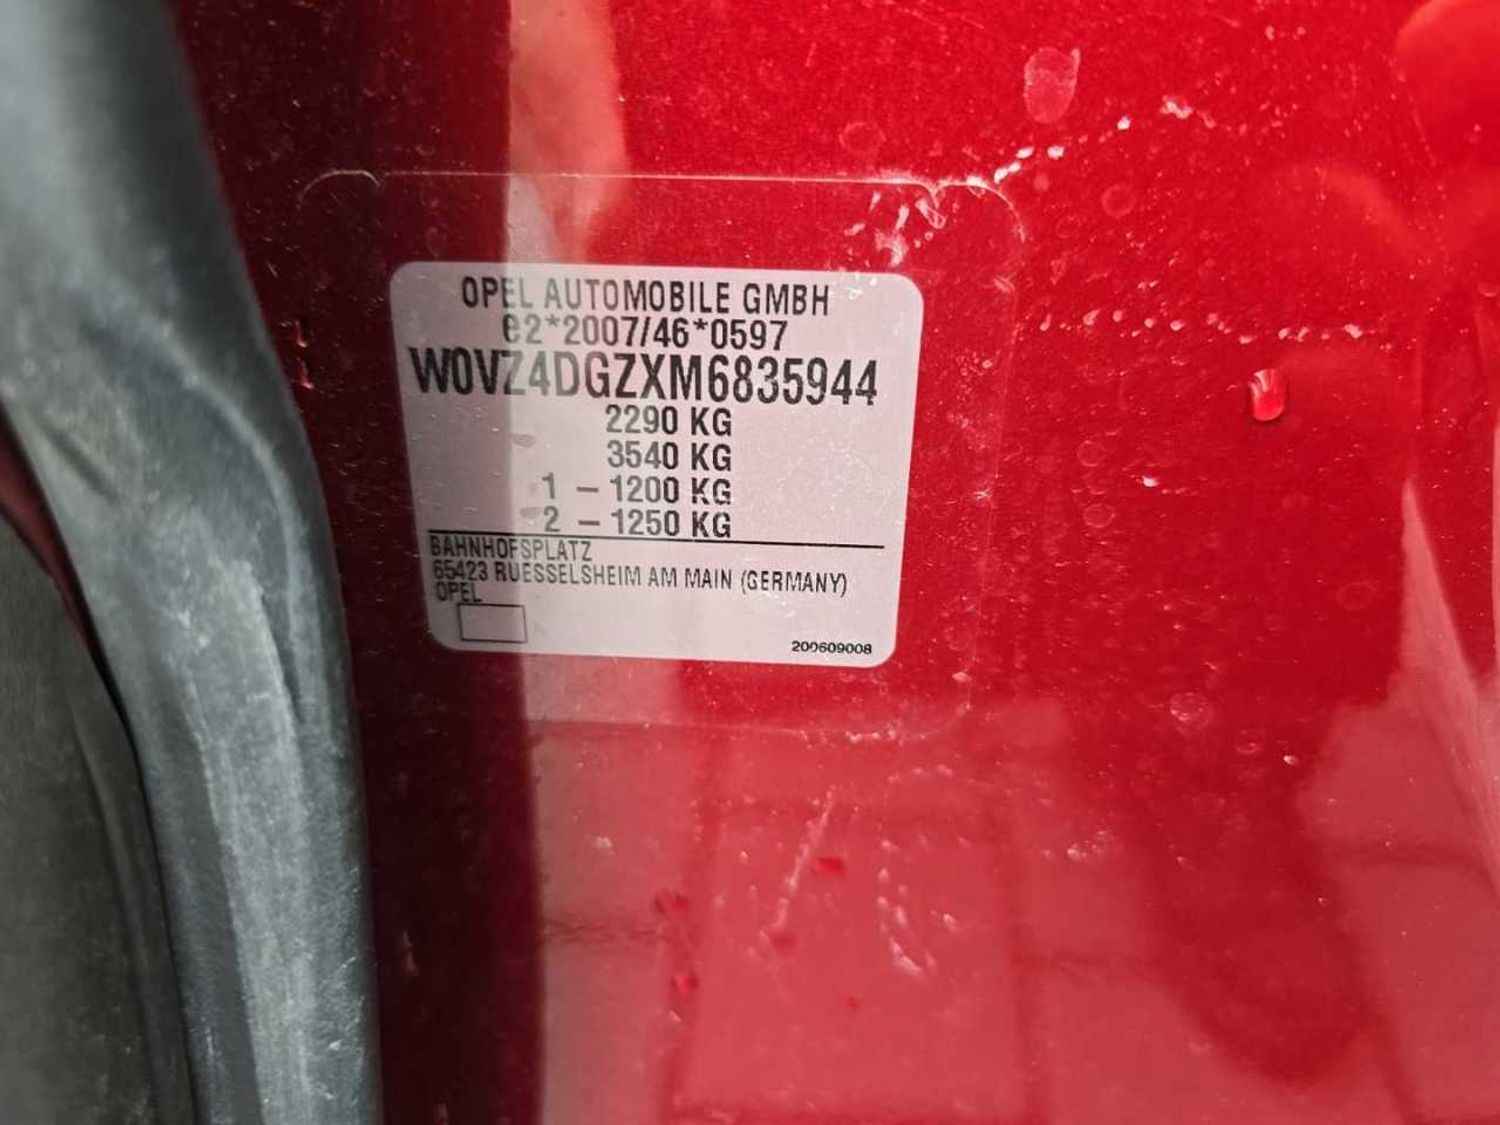 OPEL AUTOMOBILE GMBH
e2*2007/46*0597
W0VZ4DGZXM6835944
2290 KG
3540 KG
1 – 1200 KG
2 – 1250 KG
BAHNHOFSPLATZ
65423 RUESSELSHEIM AM MAIN (GERMANY)
OPEL
200609008